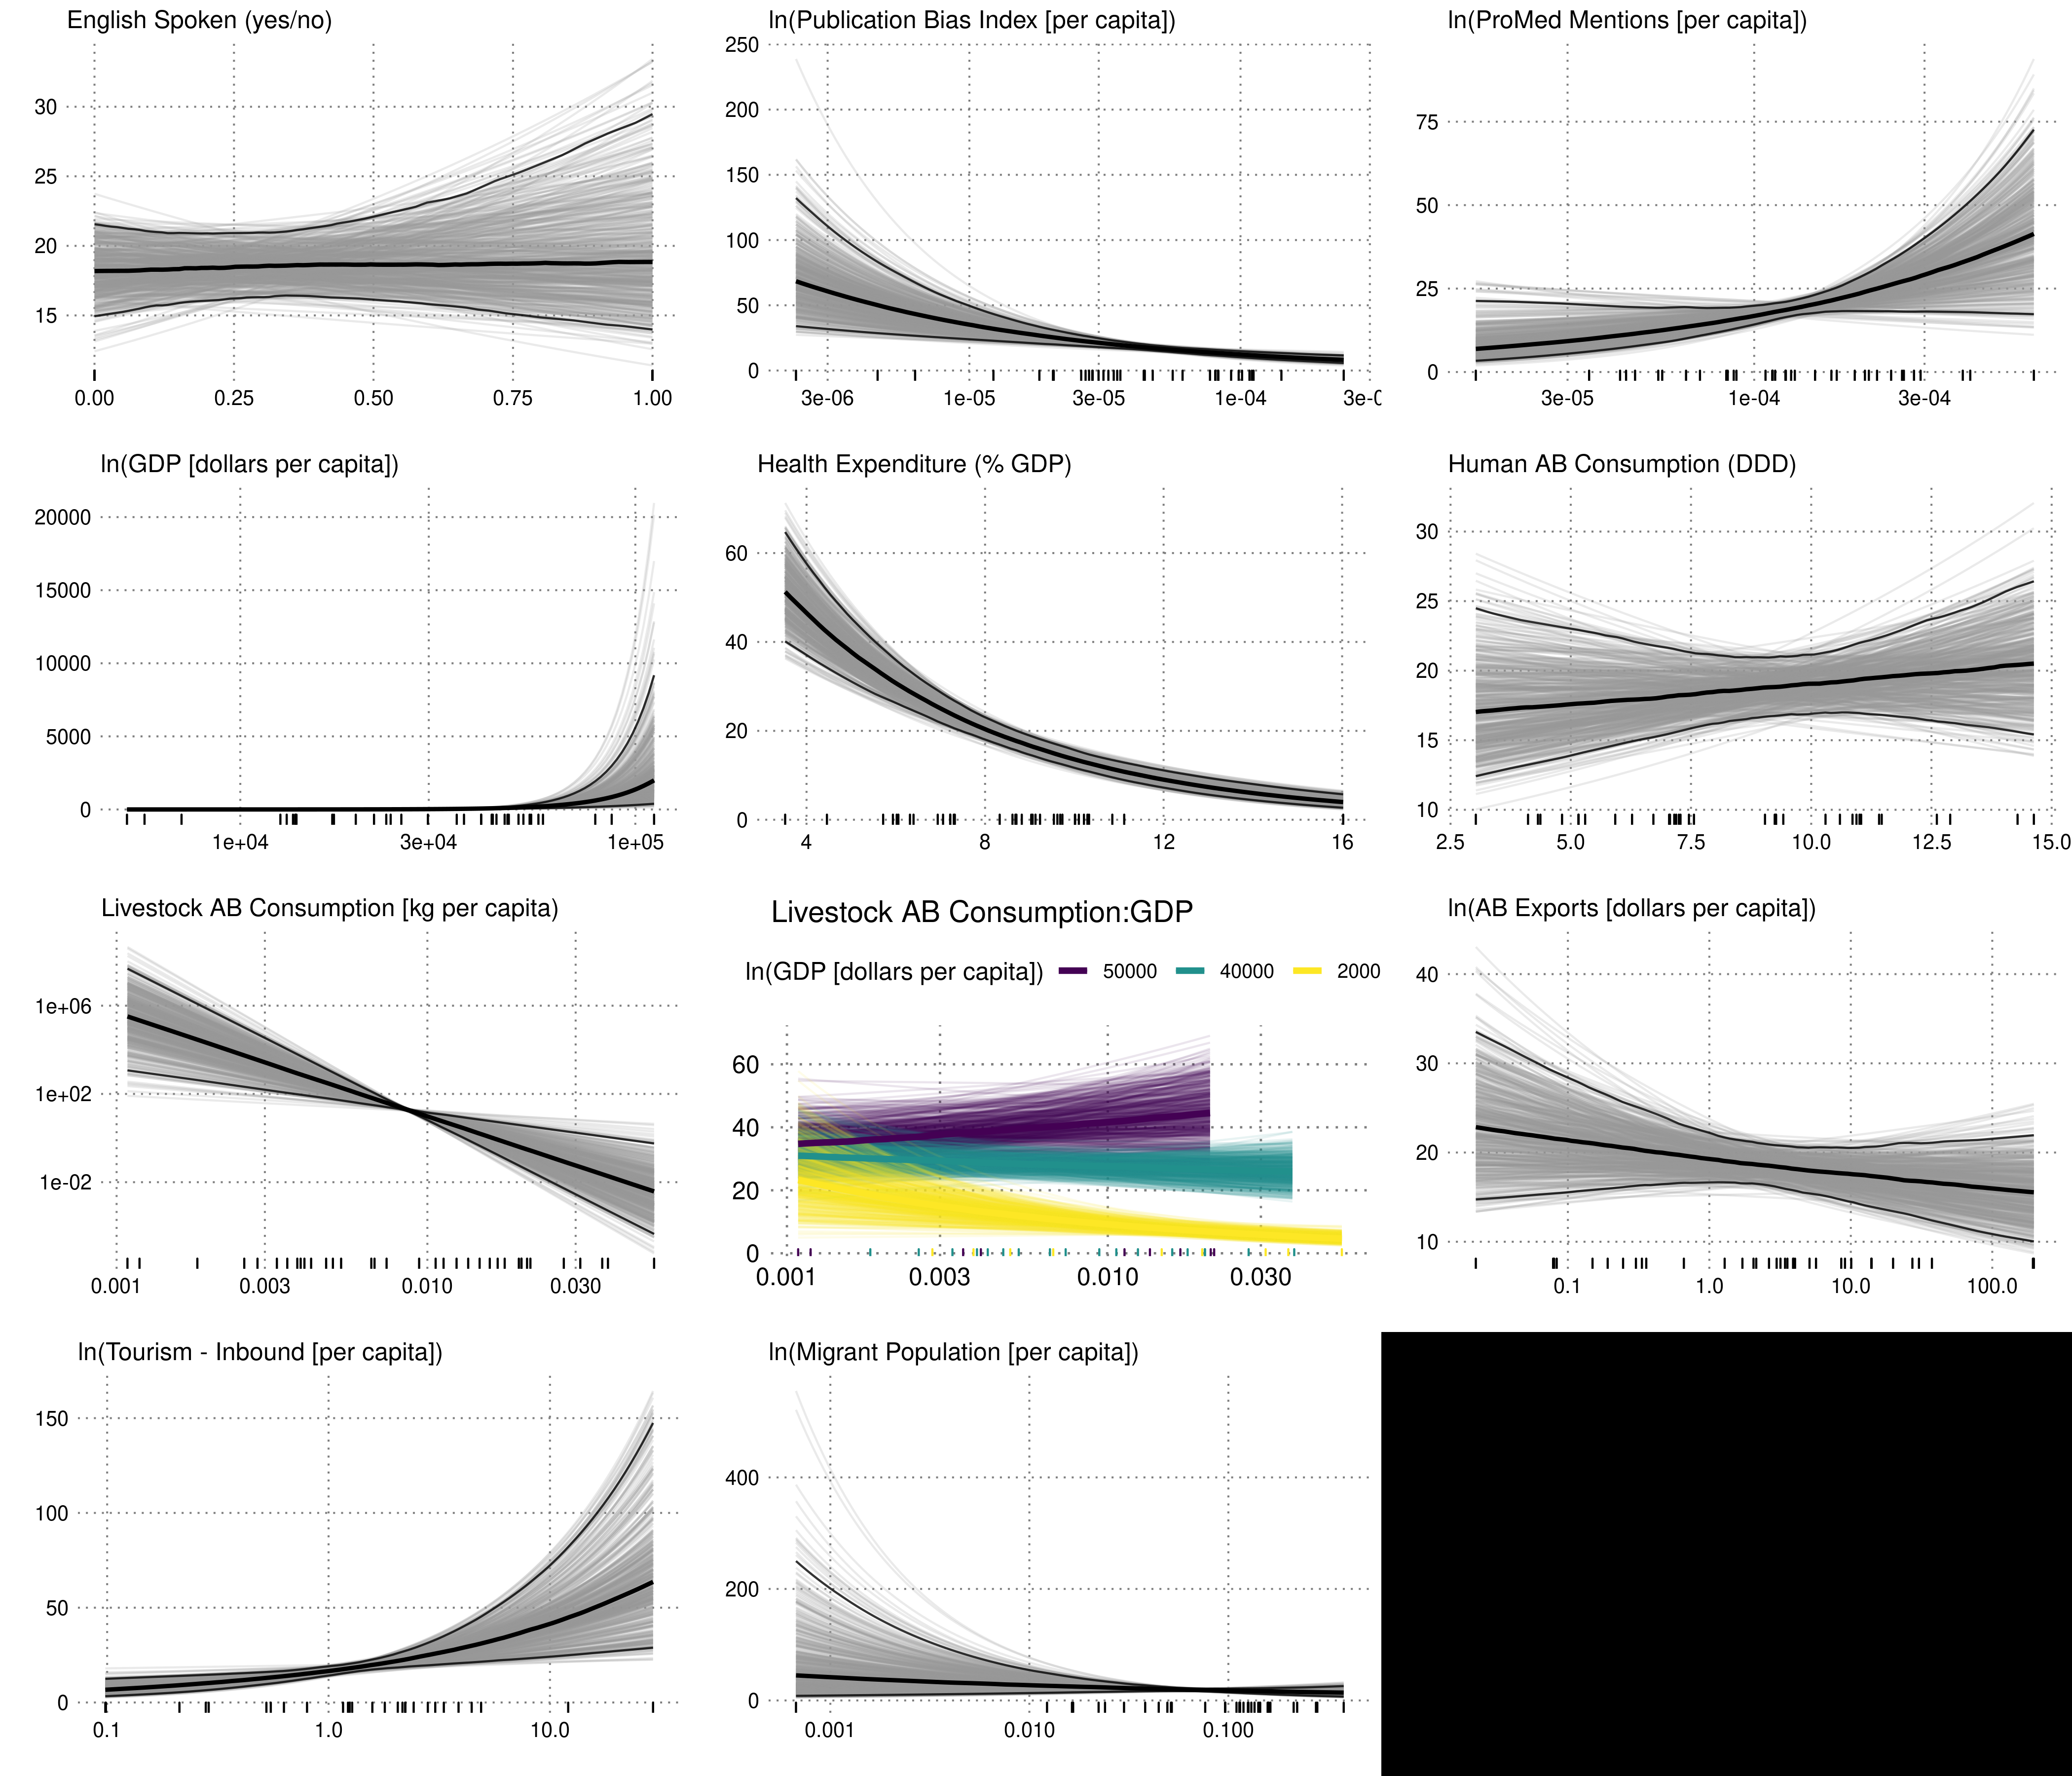 English Spoken (yes/no)
30
25
20
15
0.00 0.25 0.50 0.75 1.00
ln(Publication Bias Index [per capita])
250
200
150
100
50
0
3e-06 1e-05 3e-05 1e-04 3e-0
ln(ProMed Mentions [per capita])
75
50
25
0
3e-05 1e-04 3e-04
ln(GDP [dollars per capita])
20000
15000
10000
5000
0
1e+04 3e+04 1e+05
Health Expenditure (% GDP)
60
40
20
0
4 8 12 16
Human AB Consumption (DDD)
30
25
20
15
10
2.5 5.0 7.5 10.0 12.5 15.0
Livestock AB Consumption [kg per capita)
1e+06
1e+02
1e-02
0.001 0.003 0.010 0.030
Livestock AB Consumption:GDP
ln(GDP [dollars per capita]) 50000 40000 2000
60
40
20
0
0.001 0.003 0.010 0.030
ln(AB Exports [dollars per capita])
40
30
20
10
0.1 1.0 10.0 100.0
ln(Tourism - Inbound [per capita])
150
100
50
0
0.1 1.0 10.0
ln(Migrant Population [per capita])
400
200
0
0.001 0.010 0.100